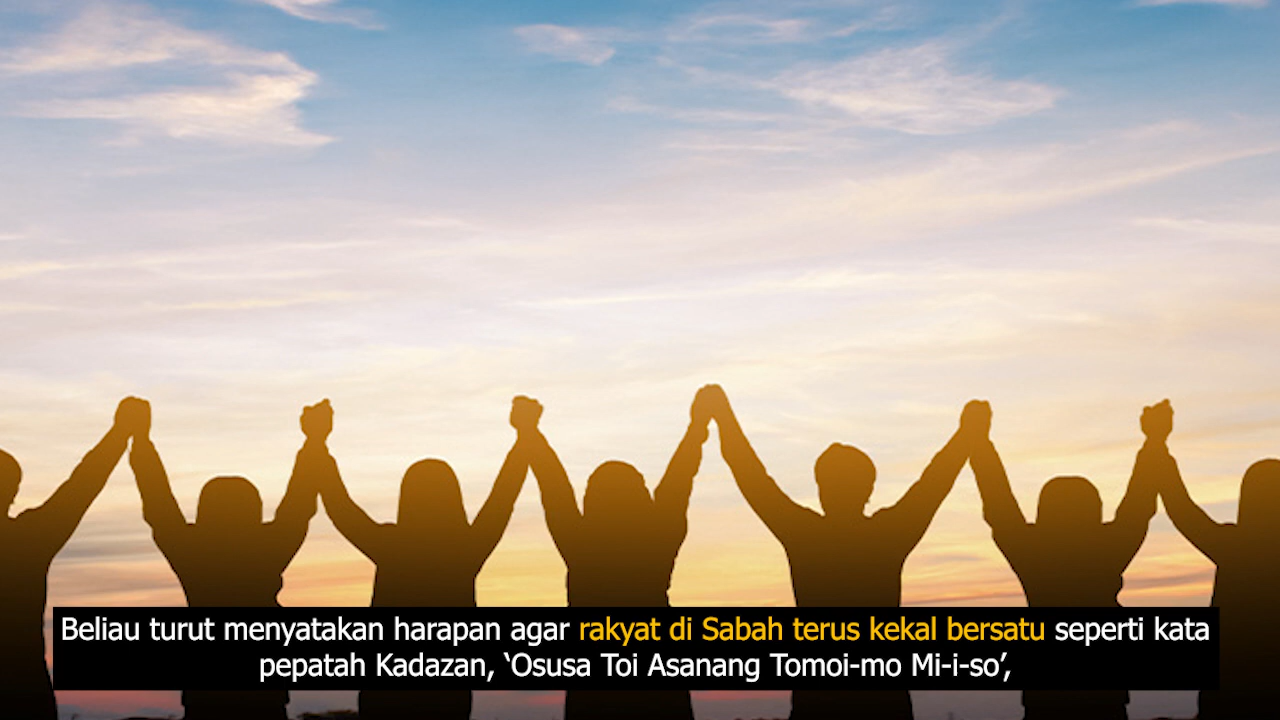 Beliau turut menyatakan harapan agar rakyat di Sabah terus kekal bersatu seperti kata
pepatah Kadazan, ‘Osusa Toi Asanang Tomoi-mo Mi-i-so’,